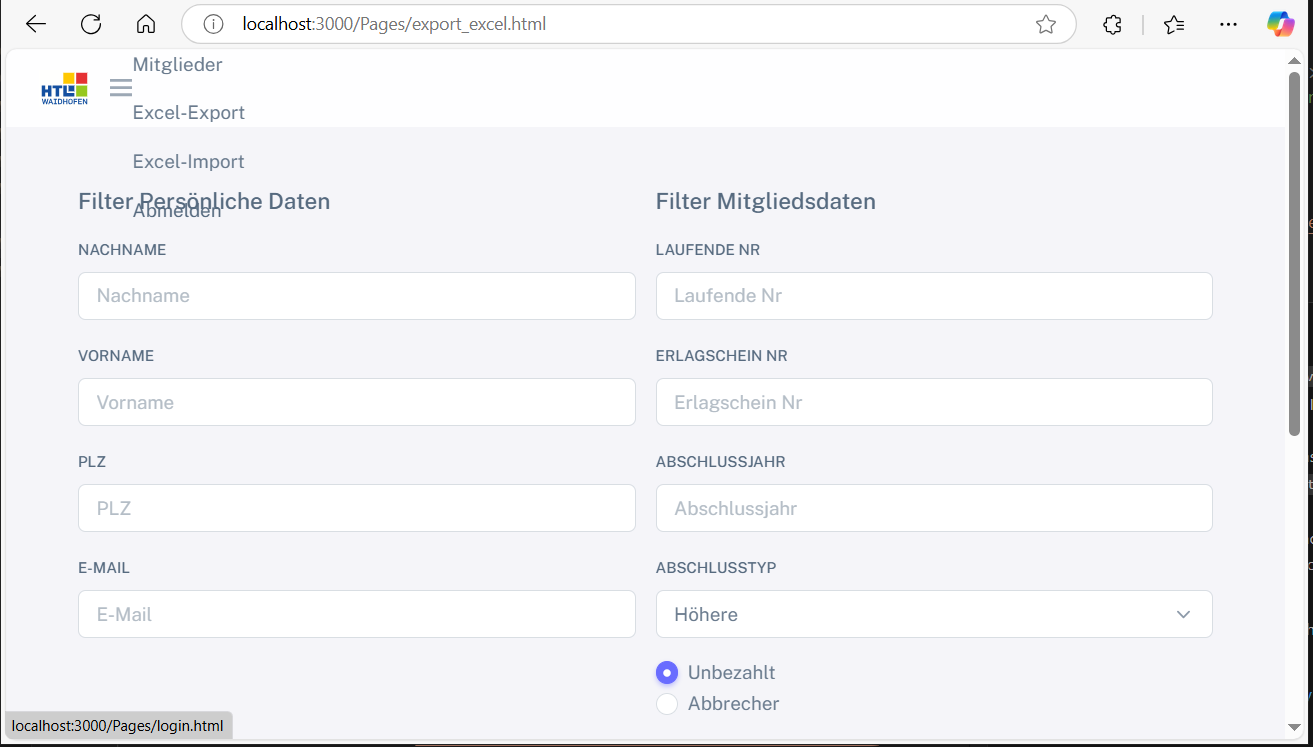 localhost:3000/Pages/export_excel.html
HTL
WAIDHOFEN
Mitglieder
Excel-Export
Excel-Import
Abmelden
Filter Persönliche Daten
NACHNAME
Nachname
VORNAME
Vorname
PLZ
PLZ
E-MAIL
E-Mail
Filter Mitgliedsdaten
LAUFENDE NR
Laufende Nr
ERLAGSCHEIN NR
Erlagschein Nr
ABSCHLUSSJAHR
Abschlussjahr
ABSCHLUSSTYP
Höhere
Unbezahlt
Abbrecher
localhost:3000/Pages/login.html